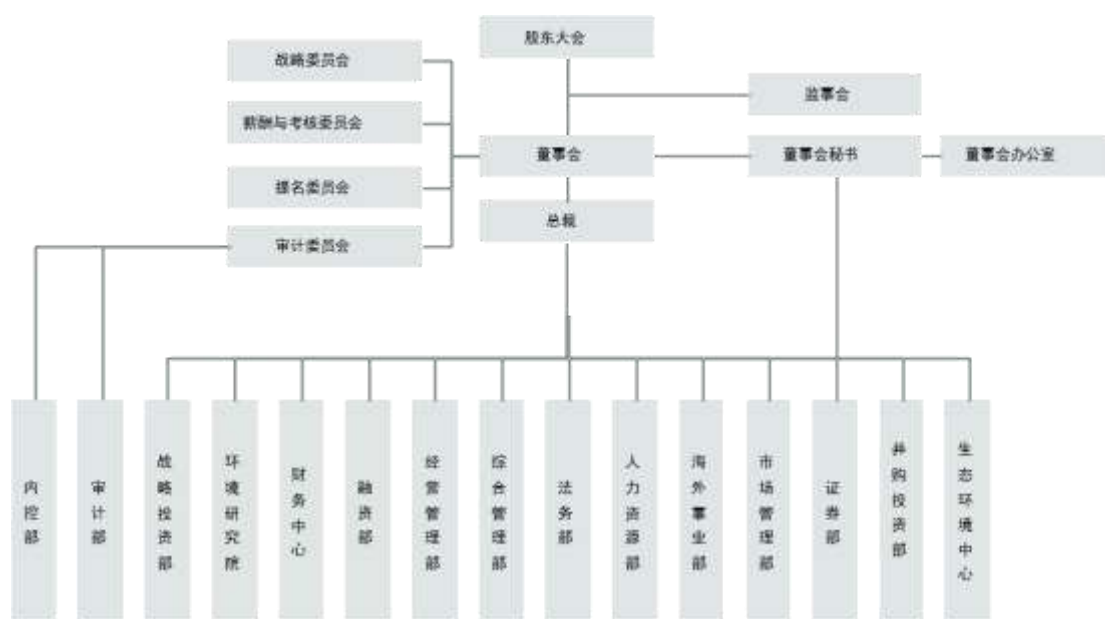 股东大会
战略委员会
监事会
薪酬与考核委员会
董事会
董事会秘书
董事会办公室
提名委员会
总裁
审计委员会
内控部
审计部
战略投资部
环境研究院
财务中心
融资部
经营管理部
综合管理部
法务部
人力资源部
海外事业部
市场管理部
证券部
并购投资部
生态环境中心